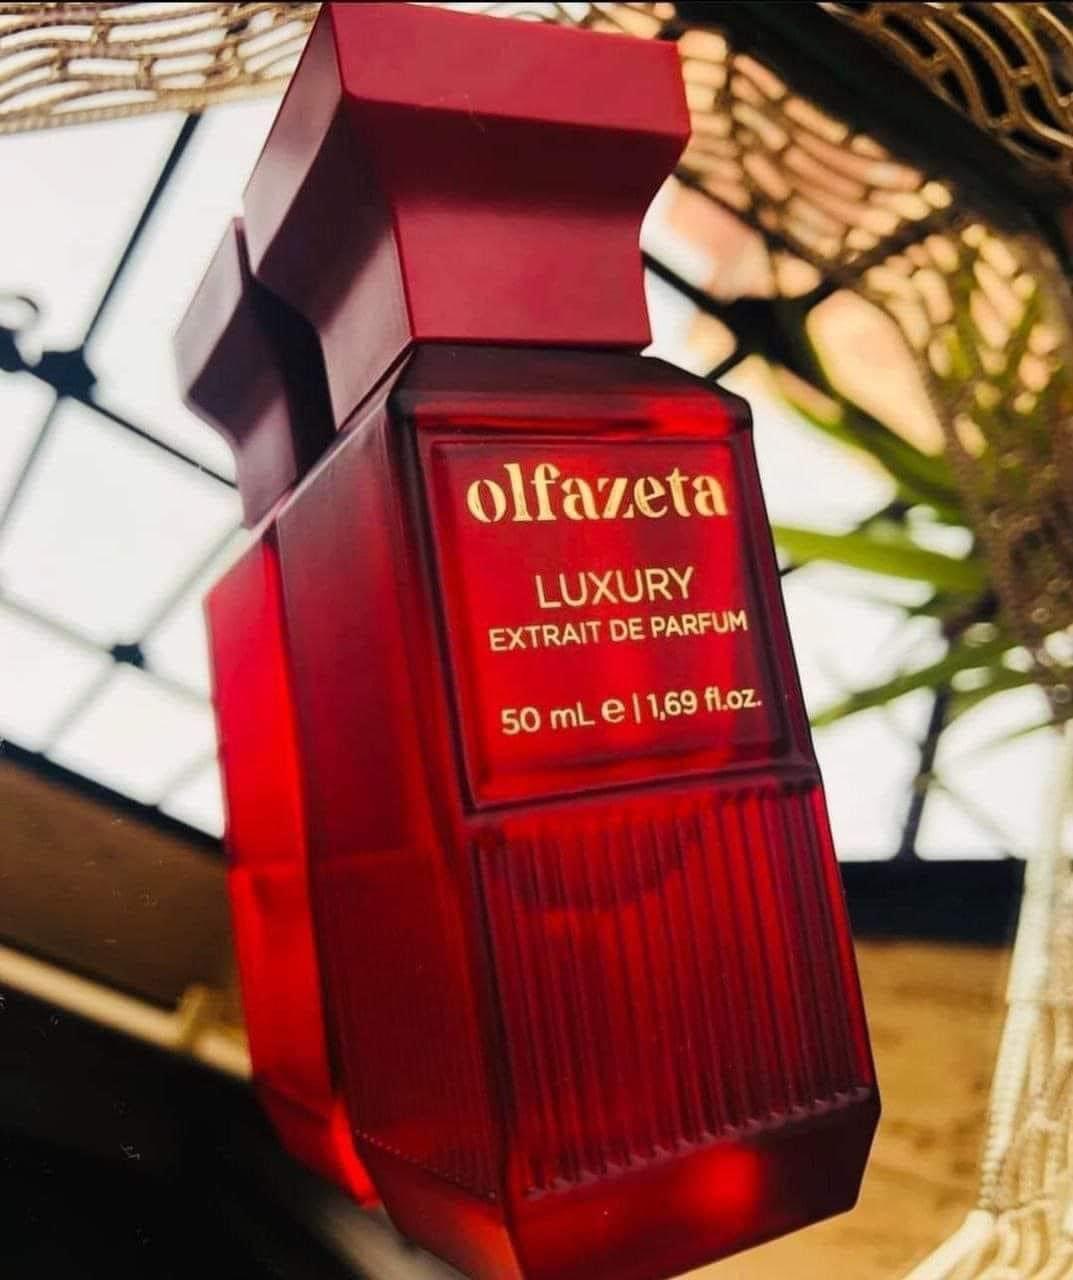 olfazeta
LUXURY
EXTRAIT DE PARFUM
50 mL ℮ | 1,69 fl.oz.